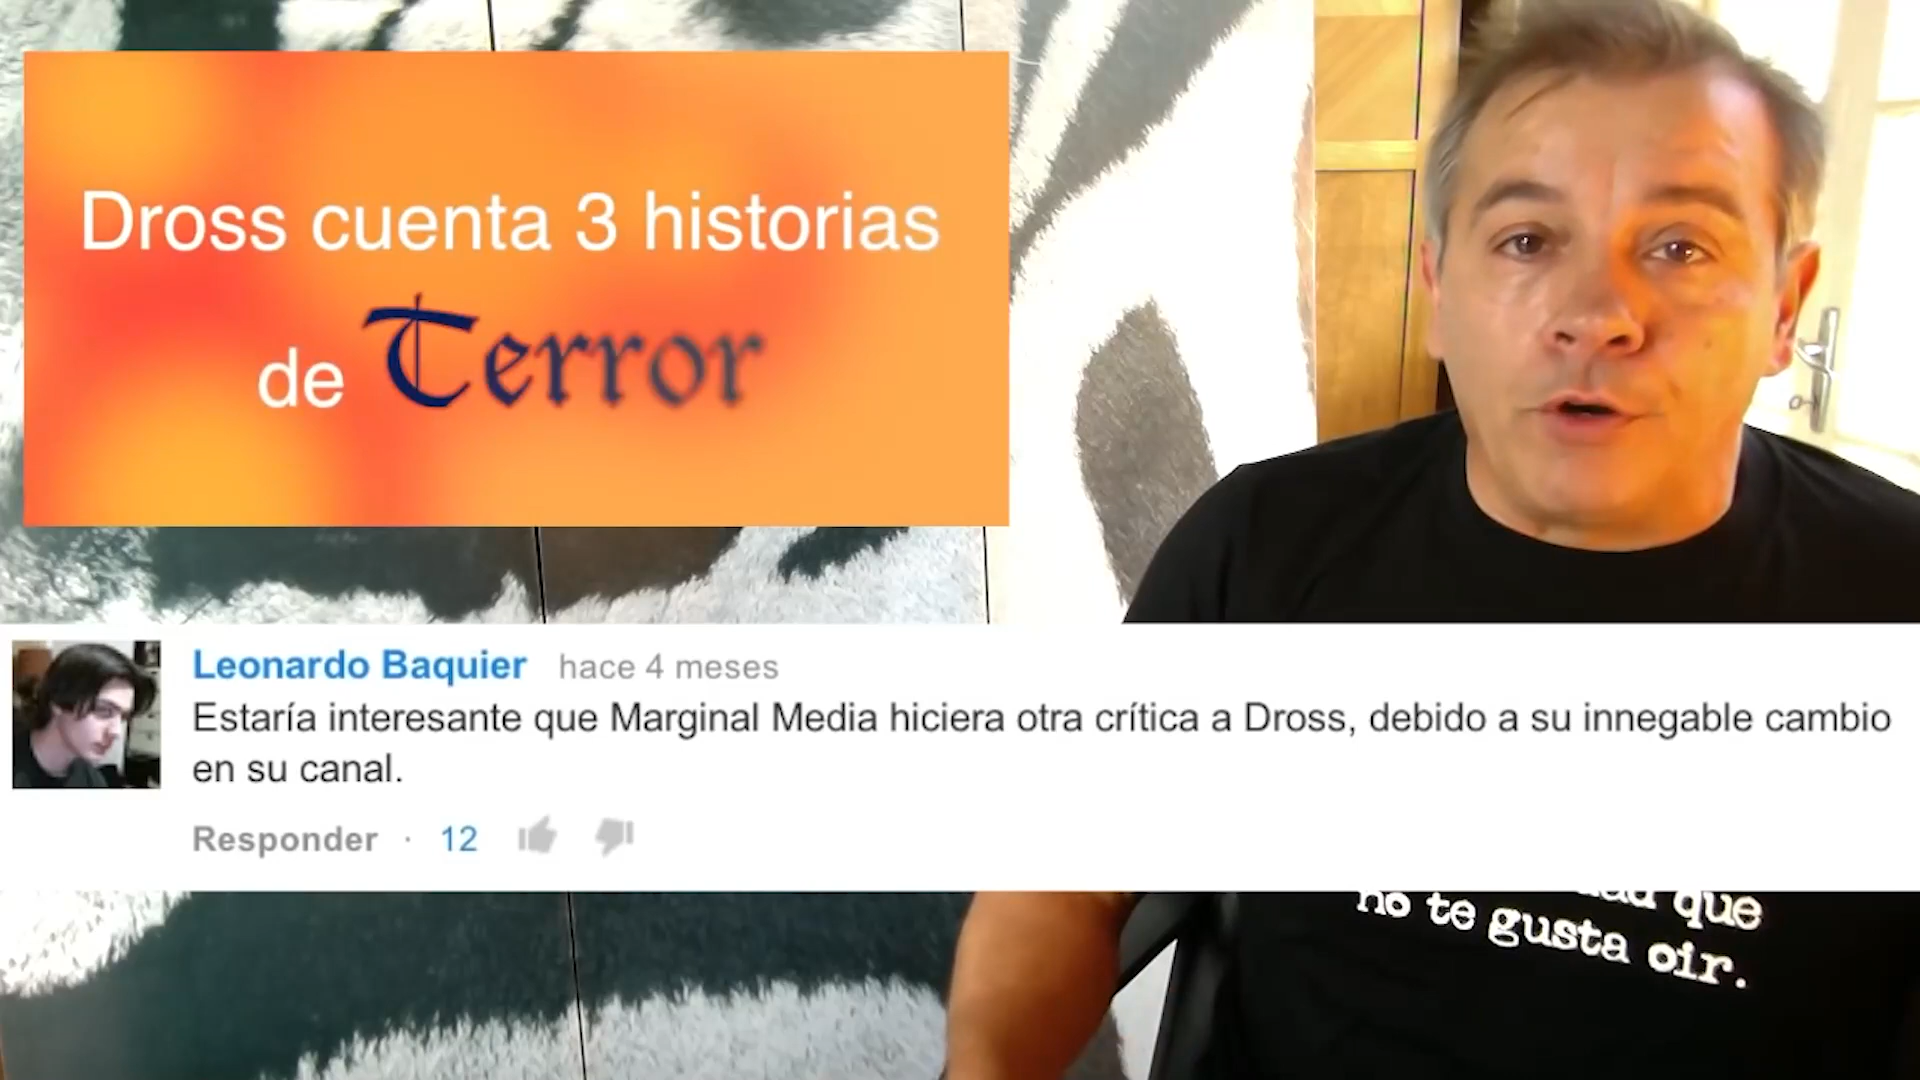 Dross cuenta 3 historias
de Terror
Leonardo Baquier hace 4 meses
Estaría interesante que Marginal Media hiciera otra crítica a Dross, debido a su innegable cambio
en su canal.
Responder · 12
que
no te gusta oir.